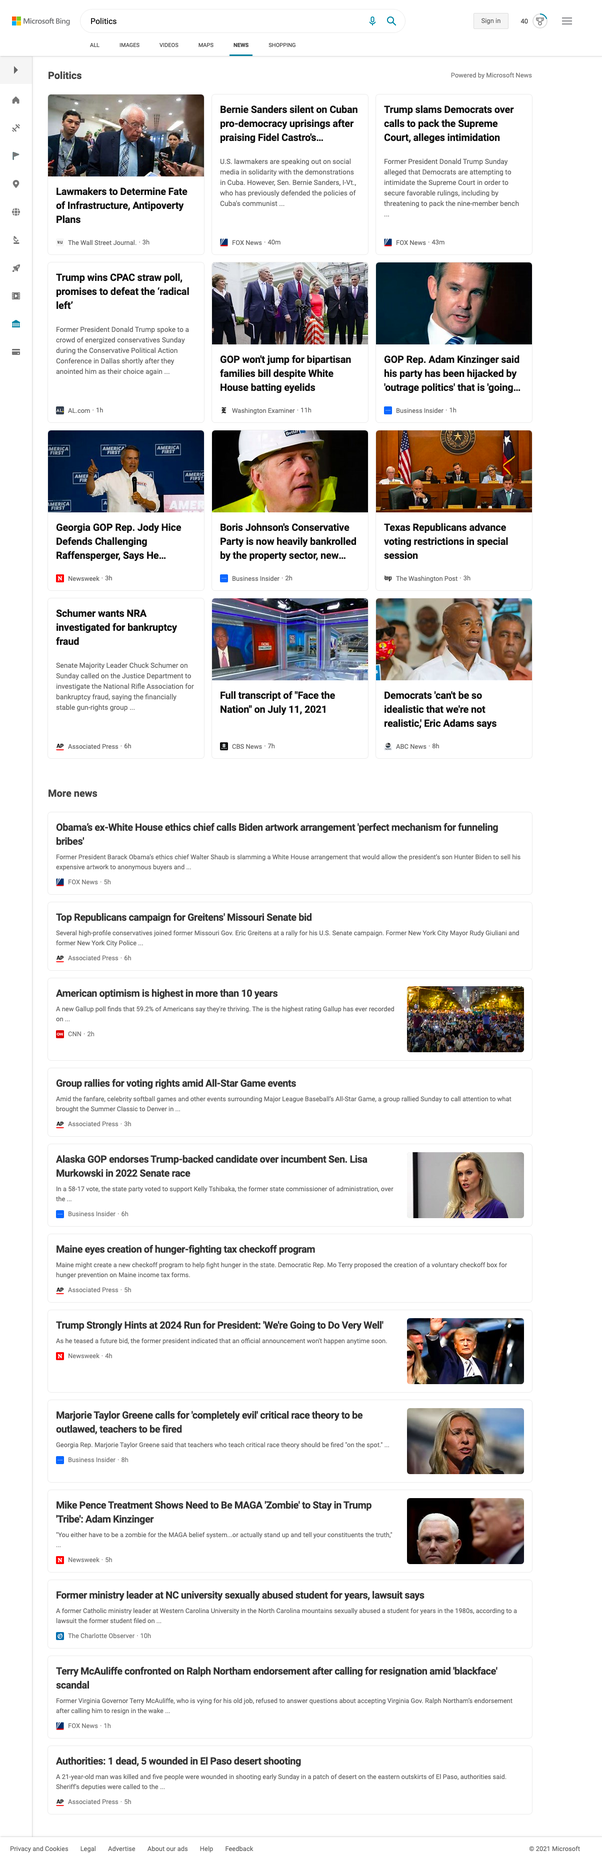 Microsoft Bing
Politics
Sign in
40
ALL IMAGES VIDEOS MAPS NEWS SHOPPING
Politics
Powered by Microsoft News
Lawmakers to Determine Fate
of Infrastructure, Antipoverty
Plans
The Wall Street Journal. · 3h
Bernie Sanders silent on Cuban
pro-democracy uprisings after
praising Fidel Castro's...
U.S. lawmakers are speaking out on social
media in solidarity with the demonstrations
in Cuba. However, Sen. Bernie Sanders, I-Vt.,
who has previously defended the policies of
Cuba's communist ...
FOX News · 40m
Trump slams Democrats over
calls to pack the Supreme
Court, alleges intimidation
Former President Donald Trump Sunday
alleged that Democrats are attempting to
intimidate the Supreme Court in order to
secure favorable rulings, including by
threatening to pack the nine-member bench
...
FOX News · 43m
Trump wins CPAC straw poll,
promises to defeat the 'radical
left'
Former President Donald Trump spoke to a
crowd of energized conservatives Sunday
during the Conservative Political Action
Conference in Dallas shortly after they
anointed him as their choice again ...
AL.com · 1h
GOP won't jump for bipartisan
families bill despite White
House batting eyelids
Washington Examiner · 11h
GOP Rep. Adam Kinzinger said
his party has been hijacked by
'outrage politics' that is 'going...
Business Insider · 1h
AMERICA FIRST
Georgia GOP Rep. Jody Hice
Defends Challenging
Raffensperger, Says He...
Newsweek · 3h
Boris Johnson's Conservative
Party is now heavily bankrolled
by the property sector, new...
Business Insider · 2h
Texas Republicans advance
voting restrictions in special
session
The Washington Post · 3h
Schumer wants NRA
investigated for bankruptcy
fraud
Senate Majority Leader Chuck Schumer on
Sunday called on the Justice Department to
investigate the National Rifle Association for
bankruptcy fraud, saying the financially
stable gun-rights group ...
Associated Press · 6h
Full transcript of "Face the
Nation" on July 11, 2021
CBS News · 7h
Democrats 'can't be so
idealistic that we're not
realistic,' Eric Adams says
ABC News · 8h
More news
Obama's ex-White House ethics chief calls Biden artwork arrangement 'perfect mechanism for funneling
bribes'
Former President Barack Obama's ethics chief Walter Shaub is slamming a White House arrangement that would allow the president's son Hunter Biden to sell his
expensive artwork to anonymous buyers and ...
FOX News · 5h
Top Republicans campaign for Greitens' Missouri Senate bid
Several high-profile conservatives joined former Missouri Gov. Eric Greitens at a rally for his U.S. Senate campaign. Former New York City Mayor Rudy Giuliani and
former New York City Police ...
Associated Press · 6h
American optimism is highest in more than 10 years
A new Gallup poll finds that 59.2% of Americans say they're thriving. The is the highest rating Gallup has ever recorded
on ...
CNN · 2h
Group rallies for voting rights amid All-Star Game events
Amid the fanfare, celebrity softball games and other events surrounding Major League Baseball's All-Star Game, a group rallied Sunday to call attention to what
brought the Summer Classic to Denver in ...
Associated Press · 3h
Alaska GOP endorses Trump-backed candidate over incumbent Sen. Lisa
Murkowski in 2022 Senate race
In a 58-17 vote, the state party voted to support Kelly Tshibaka, the former state commissioner of administration, over
the ...
Business Insider · 6h
Maine eyes creation of hunger-fighting tax checkoff program
Maine might create a new checkoff program to help fight hunger in the state. Democratic Rep. Mo Terry proposed the creation of a voluntary checkoff box for
hunger prevention on Maine income tax forms.
Associated Press · 5h
Trump Strongly Hints at 2024 Run for President: 'We're Going to Do Very Well'
As he teased a future bid, the former president indicated that an official announcement won't happen anytime soon.
Newsweek · 4h
Marjorie Taylor Greene calls for 'completely evil' critical race theory to be
outlawed, teachers to be fired
Georgia Rep. Marjorie Taylor Greene said that teachers who teach critical race theory should be fired "on the spot." ...
Business Insider · 8h
Mike Pence Treatment Shows Need to Be MAGA 'Zombie' to Stay in Trump
'Tribe': Adam Kinzinger
"You either have to be a zombie for the MAGA belief system...or actually stand up and tell your constituents the truth,"
...
Newsweek · 5h
Former ministry leader at NC university sexually abused student for years, lawsuit says
A former Catholic ministry leader at Western Carolina University in the North Carolina mountains sexually abused a student for years in the 1980s, according to a
lawsuit the former student filed on ...
The Charlotte Observer · 10h
Terry McAuliffe confronted on Ralph Northam endorsement after calling for resignation amid 'blackface'
scandal
Former Virginia Governor Terry McAuliffe, who is vying for his old job, refused to answer questions about accepting Virginia Gov. Ralph Northam's endorsement
after calling him to resign in the wake ...
FOX News · 1h
Authorities: 1 dead, 5 wounded in El Paso desert shooting
A 21-year-old man was killed and five people were wounded in shooting early Sunday in a patch of desert on the eastern outskirts of El Paso, authorities said.
Sheriff's deputies were called to the ...
Associated Press · 5h
Privacy and Cookies Legal Advertise About our ads Help Feedback
© 2021 Microsoft